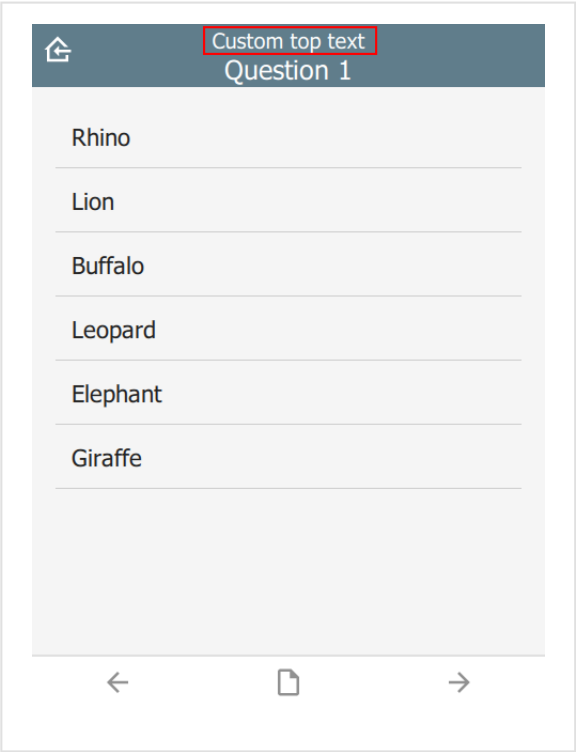 Custom top text
Question 1
Rhino
Lion
Buffalo
Leopard
Elephant
Giraffe